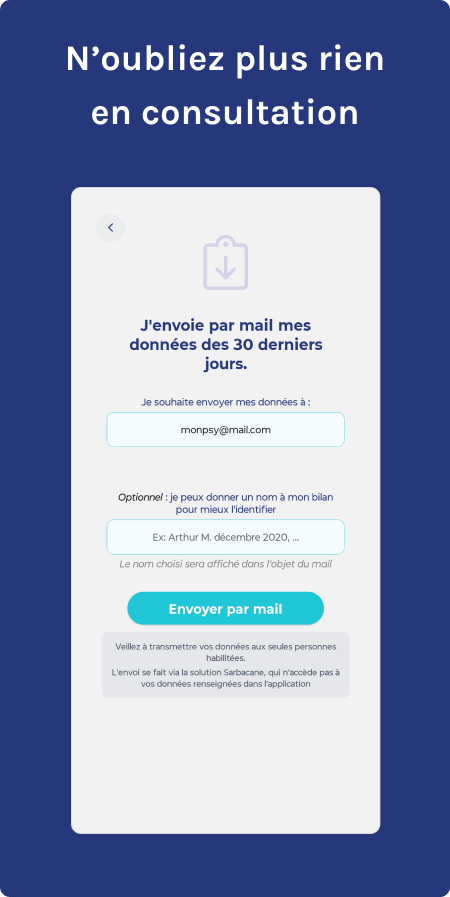 N’oubliez plus rien
en consultation
J'envoie par mail mes
données des 30 derniers
jours.
Je souhaite envoyer mes données à :
monpsy@mail.com
Optionnel : je peux donner un nom à mon bilan
pour mieux l'identifier
Ex: Arthur M. décembre 2020, ...
Le nom choisi sera affiché dans l'objet du mail
Envoyer par mail
Veillez à transmettre vos données aux seules personnes
habilitées.
L'envoi se fait via la solution Sarbacane, qui n'accède pas à
vos données renseignées dans l'application